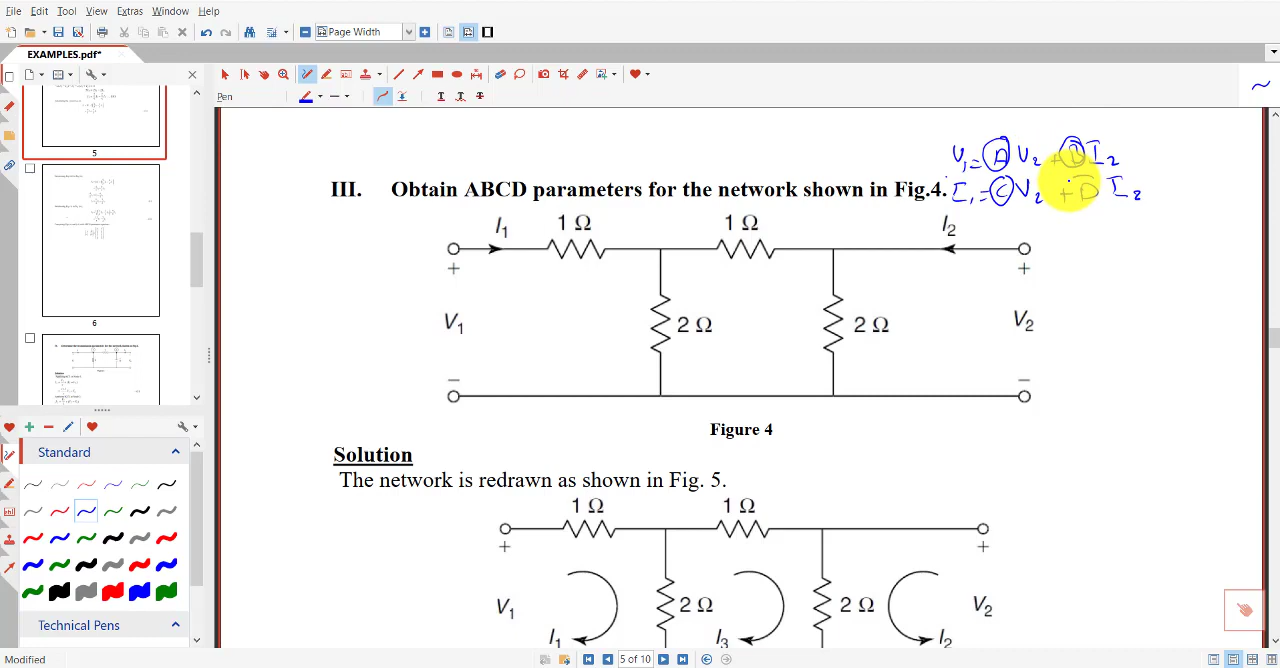 File Edit Tool View Extras Window Help
Page Width
EXAMPLES.pdf*
Pen
V1 = A V2 + B I2
III. Obtain ABCD parameters for the network shown in Fig.4.
I1 = C V2 + D I2
I1 1 Ω 1 Ω I2
+ +
V1 2 Ω 2 Ω V2
− −
Figure 4
Solution
The network is redrawn as shown in Fig. 5.
1 Ω 1 Ω
+ +
V1 2 Ω 2 Ω V2
I1 I3 I2
5
6
Standard
Technical Pens
Modified
5 of 10